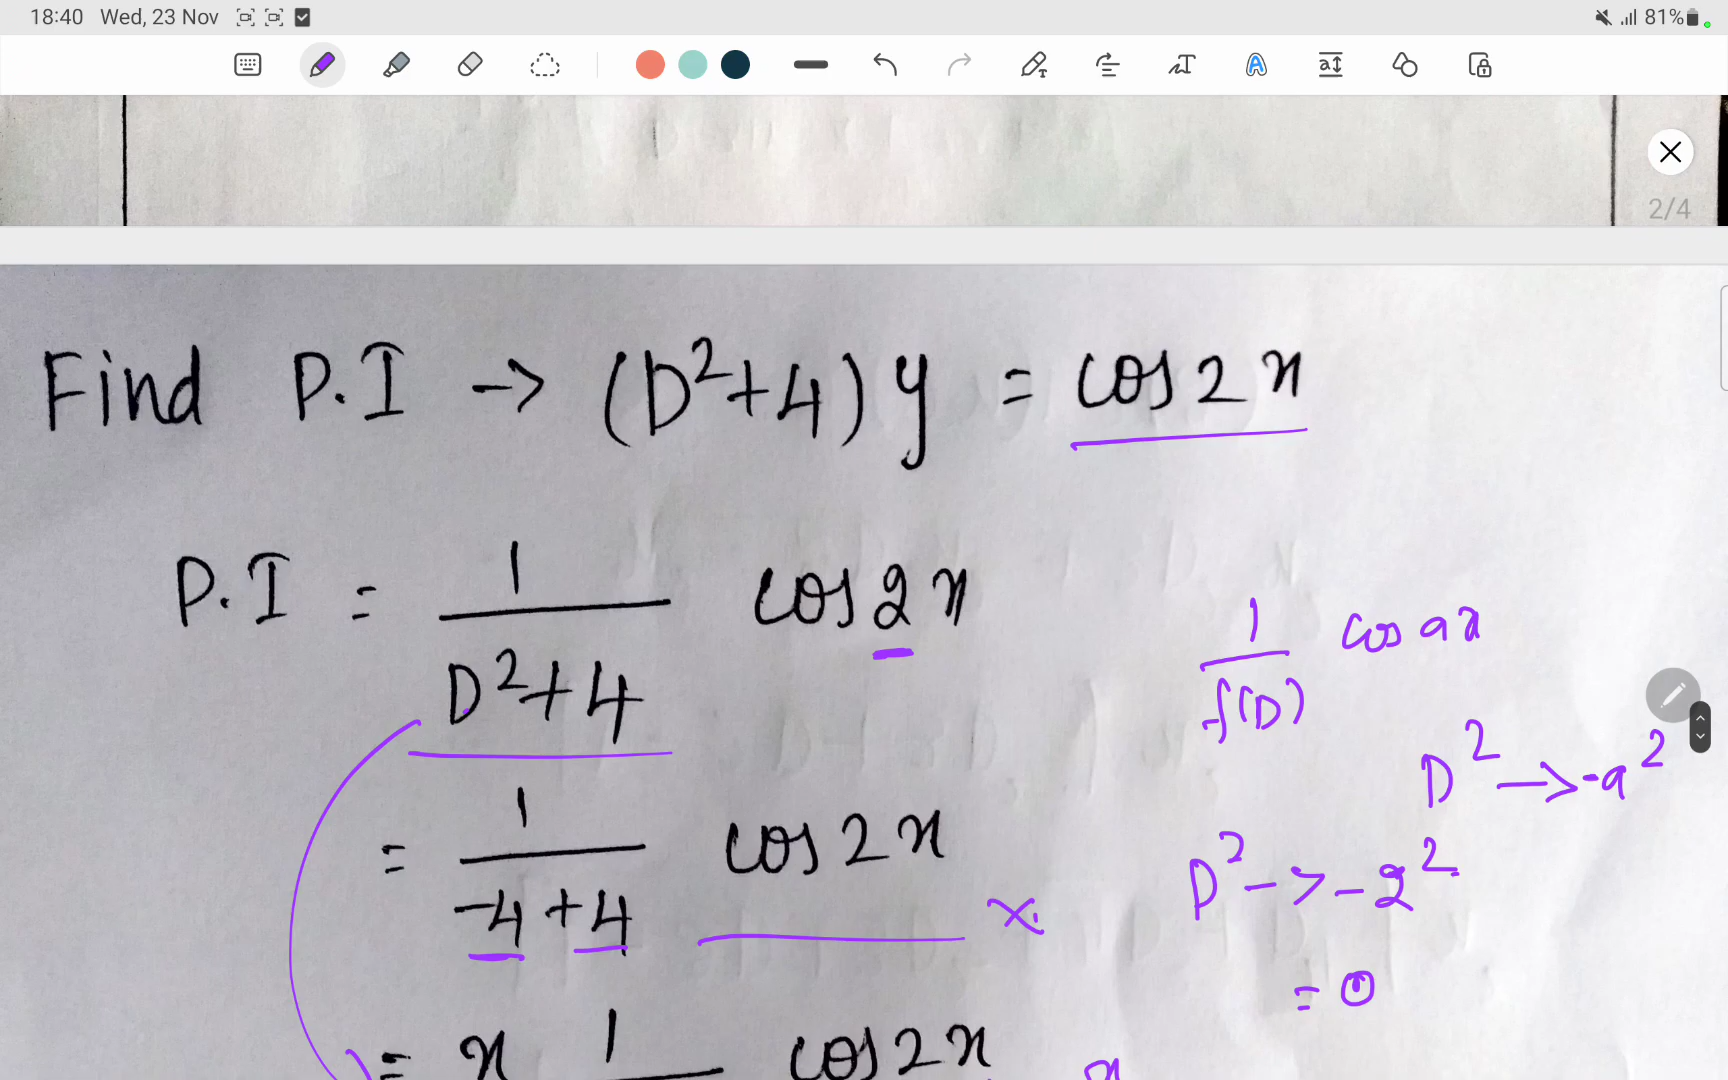 18:40 Wed, 23 Nov 81%
2/4
Find P.I -> (D²+4) y = cos 2x
P.I = 1/(D²+4) cos 2x
1/f(D) cos ax
D² -> -a²
= 1/(-4+4) cos 2x ×
D² -> -2²
= 0
= x 1 cos 2x
x